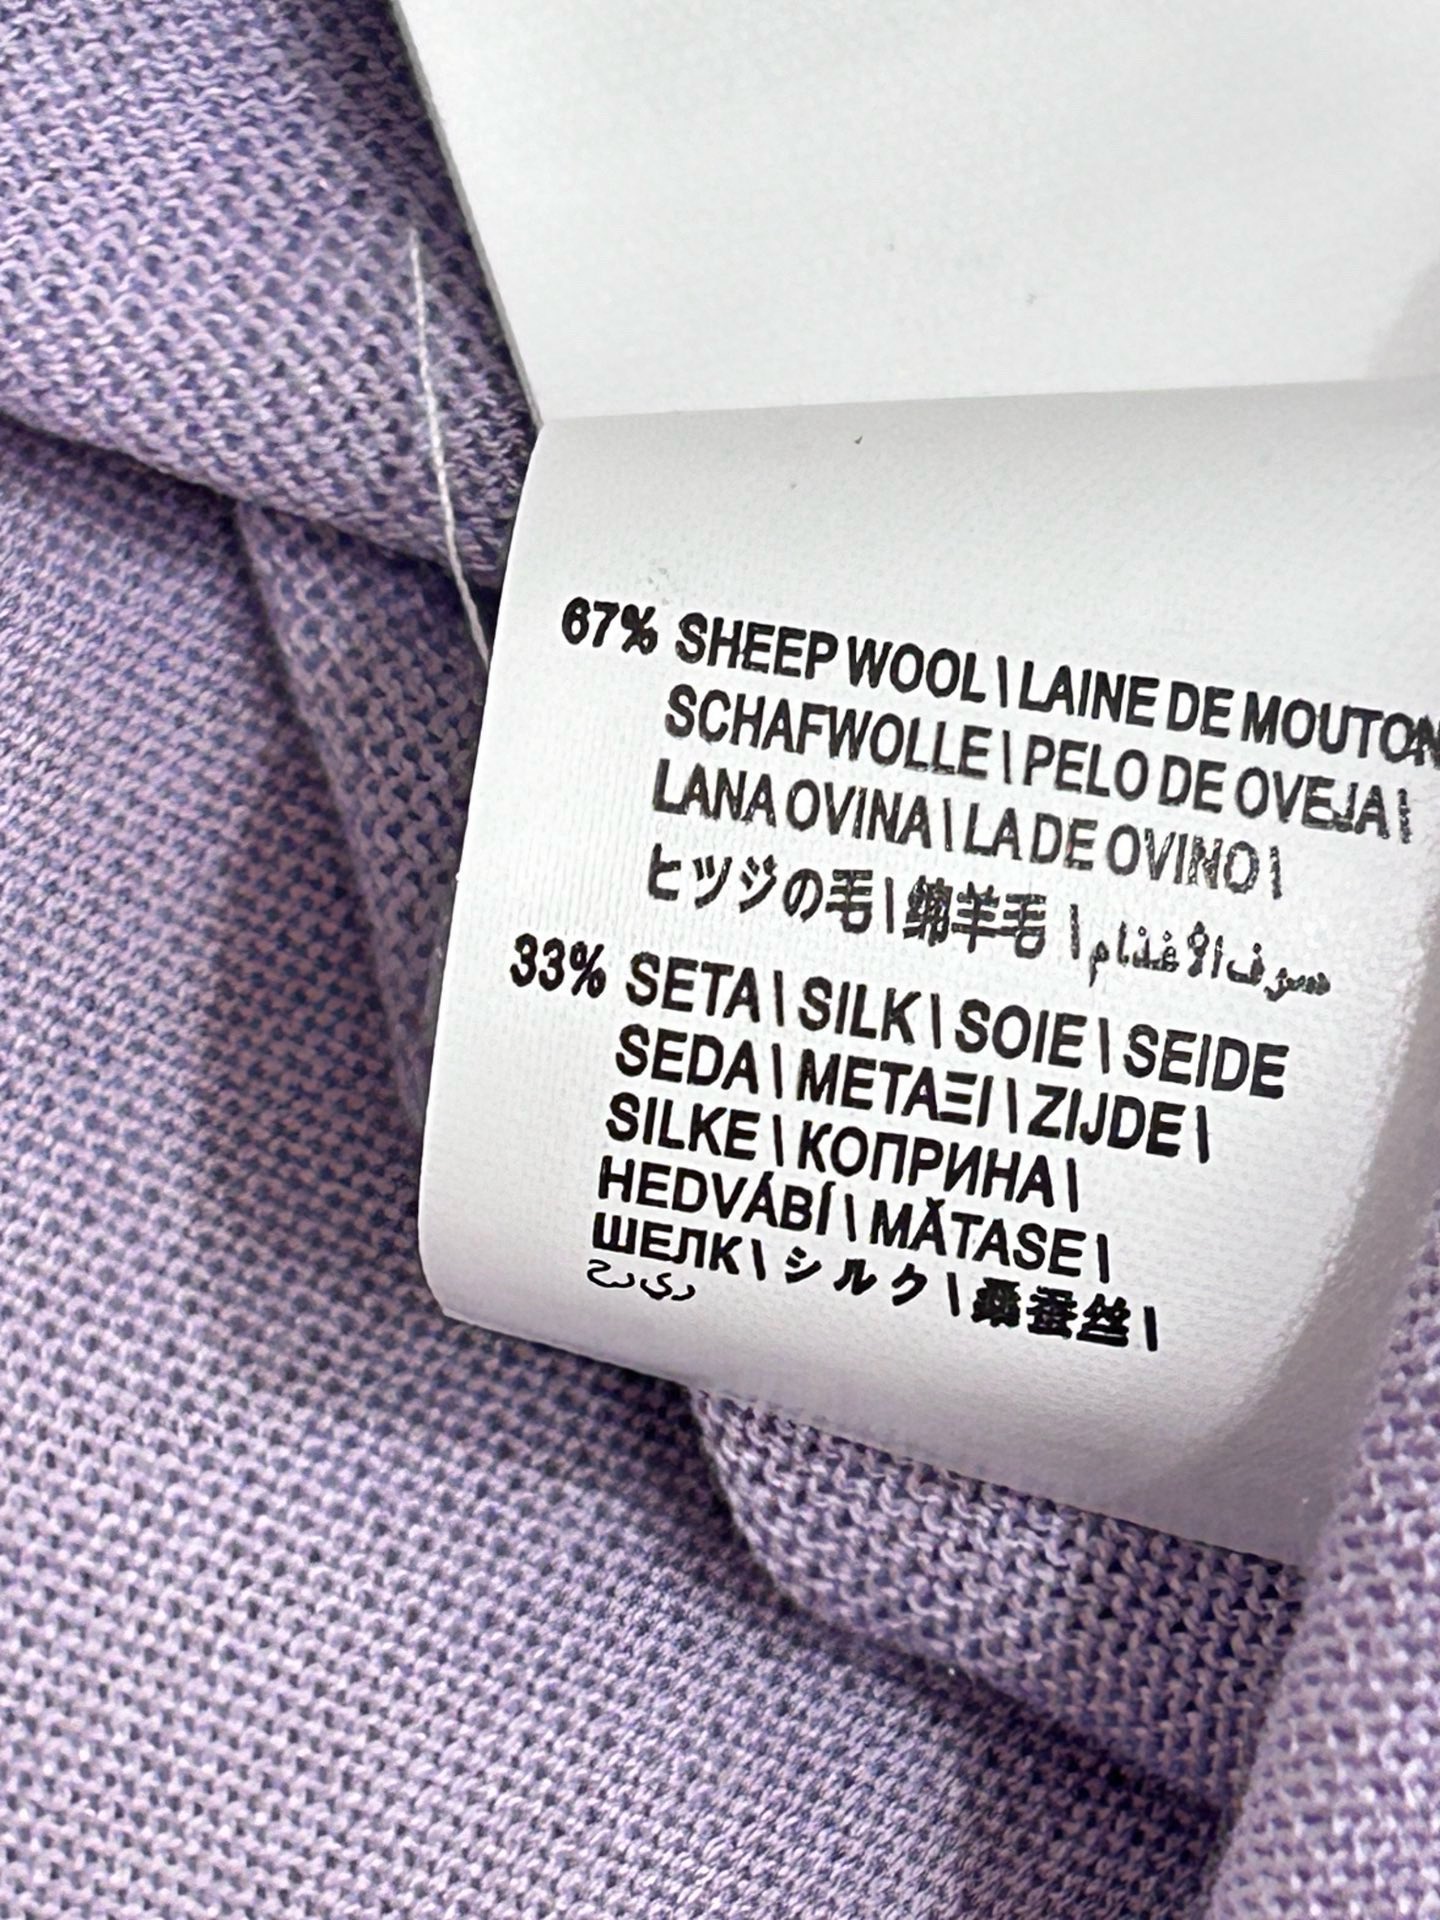 67% SHEEP WOOL \ LAINE DE MOUTON
SCHAFWOLLE \ PELO DE OVEJA \
LANA OVINA \ LA DE OVINO \
ヒツジの毛 \ 绵羊毛 \ صوف الأغنام
33% SETA \ SILK \ SOIE \ SEIDE
SEDA \ ΜΕΤΑΞΙ \ ZIJDE \
SILKE \ КОПРИНА \
HEDVÁBÍ \ MĂTASE \
ШЕЛК \ シルク \ 桑蚕丝 \